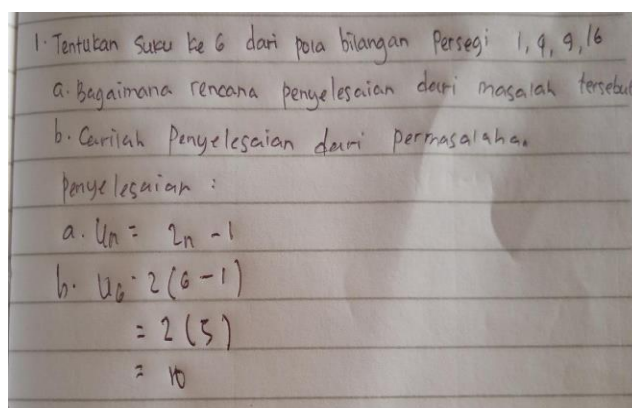 1. Tentukan Suku ke 6 dari pola bilangan Persegi 1, 4, 9, 16
a. Bagaimana rencana penyelesaian dari masalah tersebut
b. Carilah Penyelesaian dari permasalahan
Penyelesaian :
a. Un = 2n - 1
b. U6 = 2 (6 - 1)
= 2 (5)
= 10